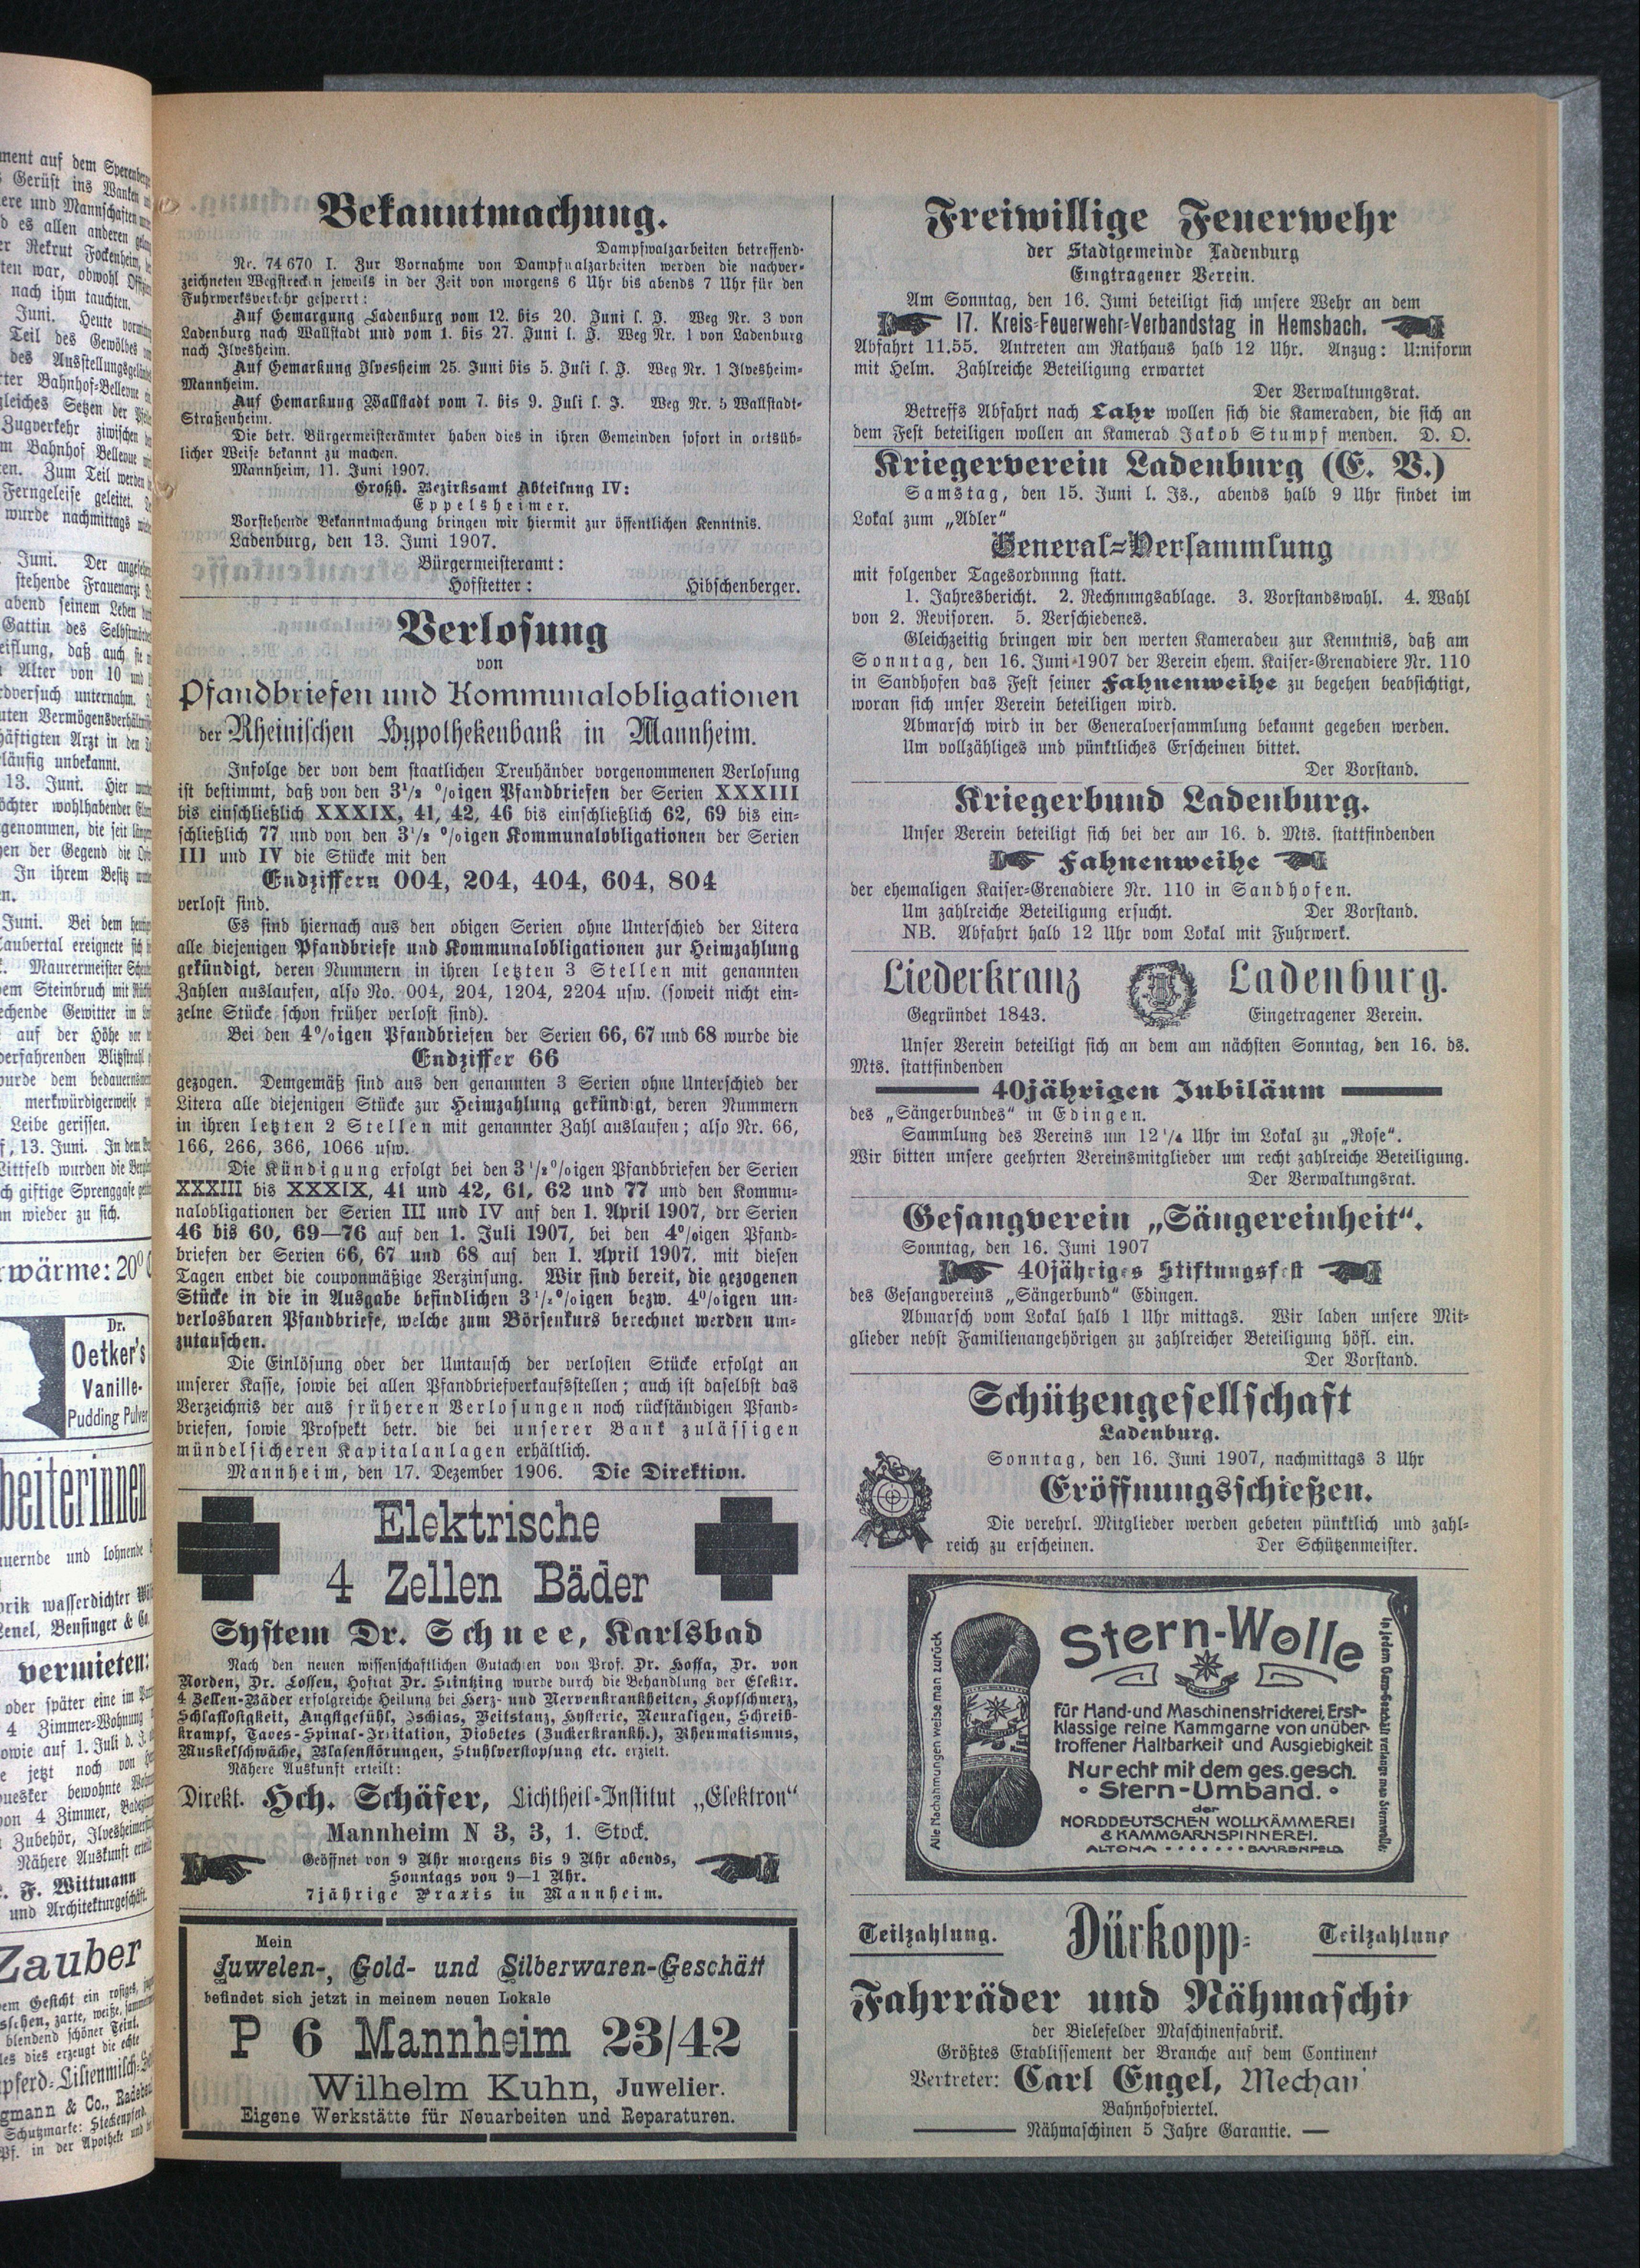 Bekanntmachung.
Dampfwalzarbeiten betreffend.
Nr. 74 670 I. Zur Vornahme von Dampfwalzarbeiten werden die nachver-
zeichneten Wegstrecken jeweils in der Zeit von morgens 6 Uhr bis abends 7 Uhr für den
Fuhrwerksverkehr gesperrt:
Auf Gemargung Ladenburg vom 12. bis 20. Juni l. J. Weg Nr. 3 von
Ladenburg nach Wallstadt und vom 1. bis 27. Juni l. J. Weg Nr. 1 von Ladenburg
nach Ilvesheim.
Auf Gemarkung Ilvesheim 25. Juni bis 5. Juli l. J. Weg Nr. 1 Ilvesheim-
Mannheim.
Auf Gemarkung Wallstadt vom 7. bis 9. Juli l. J. Weg Nr. 5 Wallstadt-
Straßenheim.
Die betr. Bürgermeisterämter haben dies in ihren Gemeinden sofort in ortsüb-
licher Weise bekannt zu machen.
Mannheim, 11. Juni 1907.
Großh. Bezirksamt Abteilung IV:
Eppelsheimer.
Vorstehende Bekanntmachung bringen wir hiermit zur öffentlichen Kenntnis.
Ladenburg, den 13. Juni 1907.
Bürgermeisteramt:
Hofstetter: Hibschenberger.
Verlosung
von
Pfandbriefen und Kommunalobligationen
der Rheinischen Hypothekenbank in Mannheim.
Infolge der von dem staatlichen Treuhänder vorgenommenen Verlosung
ist bestimmt, daß von den 3 1/2 %igen Pfandbriefen der Serien XXXIII
bis einschließlich XXXIX, 41, 42, 46 bis einschließlich 62, 69 bis ein-
schließlich 77 und von den 3 1/2 %igen Kommunalobligationen der Serien
III und IV die Stücke mit den
Endziffern 004, 204, 404, 604, 804
verlost sind.
Es sind hiernach aus den obigen Serien ohne Unterschied der Litera
alle diejenigen Pfandbriefe und Kommunalobligationen zur Heimzahlung
gekündigt, deren Nummern in ihren letzten 3 Stellen mit genannten
Zahlen auslaufen, also No. 004, 204, 1204, 2204 usw. (soweit nicht ein-
zelne Stücke schon früher verlost sind).
Bei den 4%igen Pfandbriefen der Serien 66, 67 und 68 wurde die
Endziffer 66
gezogen. Demgemäß sind aus den genannten 3 Serien ohne Unterschied der
Litera alle diejenigen Stücke zur Heimzahlung gekündigt, deren Nummern
in ihren letzten 2 Stellen mit genannter Zahl auslaufen; also Nr. 66,
166, 266, 366, 1066 usw.
Die Kündigung erfolgt bei den 3 1/2 %igen Pfandbriefen der Serien
XXXIII bis XXXIX, 41 und 42, 61, 62 und 77 und den Kommu-
nalobligationen der Serien III und IV auf den 1. April 1907, der Serien
46 bis 60, 69—76 auf den 1. Juli 1907, bei den 4%igen Pfand-
briefen der Serien 66, 67 und 68 aus den 1. April 1907. mit diesen
Tagen endet die couponmäßige Verzinsung. Wir sind bereit, die gezogenen
Stücke in die in Ausgabe befindlichen 3 1/2 %igen bezw. 4%igen un-
verlosbaren Pfandbriefe, welche zum Börsenkurs berechnet werden um-
zutauschen.
Die Einlösung oder der Umtausch der verlosten Stücke erfolgt an
unserer Kasse, sowie bei allen Pfandbriefverkaufsstellen; auch ist daselbst das
Verzeichnis der aus früheren Verlosungen noch rückständigen Pfand-
briefen, sowie Prospekt betr. die bei unserer Bank zulässigen
mündelsicheren Kapitalanlagen erhältlich.
Mannheim, den 17. Dezember 1906. Die Direktion.
Elektrische
4 Zellen Bäder
System Dr. Schnee, Karlsbad
Nach den neuen wissenschaftlichen Gutachten von Prof. Dr. Hoffa, Dr. von
Norden, Dr. Lossen, Hofrat Dr. Stintzing wurde durch die Behandlung der Elektr.
4 Zellen-Bäder erfolgreiche Heilung bei Herz- und Nervenkrankheiten, Kopfschmerz,
Schlaflosigkeit, Angstgefühl, Ischias, Veitstanz, Hysterie, Neuralgien, Schreib-
krampf, Taces-Spinal-Irritation, Diabetes (Zuckerkrankh.), Rheumatismus,
Muskelschwäche, Blasenstörungen, Stuhlverstopfung etc. erzielt.
Nähere Auskunft erteilt:
Direkt. Hch. Schäfer, Lichtheil-Institut „Elektron“
Mannheim N 3, 3, 1. Stock.
Geöffnet von 9 Uhr morgens bis 9 Uhr abends,
Sonntags von 9—1 Uhr.
7jährige Praxis in Mannheim.
Mein
Juwelen-, Gold- und Silberwaren-Geschätt
befindet sich jetzt in meinem neuen Lokale
P 6 Mannheim 23/42
Wilhelm Kuhn, Juwelier.
Eigene Werkstätte für Neuarbeiten und Reparaturen.
Freiwillige Feuerwehr
der Stadtgemeinde Ladenburg
Eingtragener Verein.
Am Sonntag, den 16. Juni beteiligt sich unsere Wehr an dem
17. Kreis-Feuerwehr-Verbandstag in Hemsbach.
Abfahrt 11.55. Antreten am Rathaus halb 12 Uhr. Anzug: Uniform
mit Helm. Zahlreiche Beteiligung erwartet
Der Verwaltungsrat.
Betreffs Abfahrt nach Lahr wollen sich die Kameraden, die sich an
dem Fest beteiligen wollen an Kamerad Jakob Stumpf wenden. D. O.
Kriegerverein Ladenburg (E. V.)
Samstag, den 15. Juni l. Js., abends halb 9 Uhr findet im
Lokal zum „Adler“
General-Versammlung
mit folgender Tagesordnung statt.
1. Jahresbericht. 2. Rechnungsablage. 3. Vorstandswahl. 4. Wahl
von 2. Revisoren. 5. Verschiedenes.
Gleichzeitig bringen wir den werten Kameraden zur Kenntnis, daß am
Sonntag, den 16. Juni 1907 der Verein ehem. Kaiser-Grenadiere Nr. 110
in Sandhofen das Fest seiner Fahnenweihe zu begehen beabsichtigt,
woran sich unser Verein beteiligen wird.
Abmarsch wird in der Generalversammlung bekannt gegeben werden.
Um vollzähliges und pünktliches Erscheinen bittet.
Der Vorstand.
Kriegerbund Ladenburg.
Unser Verein beteiligt sich bei der am 16. d. Mts. stattfindenden
Fahnenweihe
der ehemaligen Kaiser-Grenadiere Nr. 110 in Sandhofen.
Um zahlreiche Beteiligung ersucht. Der Vorstand.
NB. Abfahrt halb 12 Uhr vom Lokal mit Fuhrwerk.
Liederkranz Ladenburg.
Gegründet 1843. Eingetragener Verein.
Unser Verein beteiligt sich an dem am nächsten Sonntag, den 16. ds.
Mts. stattfindenden
40jährigen Jubiläum
des „Sängerbundes“ in Edingen.
Sammlung des Vereins um 12 1/4 Uhr im Lokal zu „Rose“.
Wir bitten unsere geehrten Vereinsmitglieder um recht zahlreiche Beteiligung.
Der Verwaltungsrat.
Gesangverein „Sängereinheit“.
Sonntag, den 16. Juni 1907
40jähriges Stiftungsfest
des Gesangvereins „Sängerbund“ Edingen.
Abmarsch vom Lokal halb 1 Uhr mittags. Wir laden unsere Mit-
glieder nebst Familienangehörigen zu zahlreicher Beteiligung höfl. ein.
Der Vorstand.
Schützengesellschaft
Ladenburg.
Sonntag, den 16. Juni 1907, nachmittags 3 Uhr
Eröffnungsschießen.
Die verehrl. Mitglieder werden gebeten pünktlich und zahl-
reich zu erscheinen. Der Schützenmeister.
Alle Nachahmungen weise man zurück
Stern-Wolle
für Hand- und Maschinenstrickerei, Erst-
klassige reine Kammgarne von unüber-
troffener Haltbarkeit und Ausgiebigkeit
Nur echt mit dem ges. gesch.
Stern-Umband.
der
NORDDEUTSCHEN WOLLKÄMMEREI
& KAMMGARNSPINNEREI.
ALTONA BAHRENFELD
In jedem Garn-Geschäft verlange man Sternwolle.
Teilzahlung. Dürkopp- Teilzahlung
Fahrräder und Nähmaschi
der Bielefelder Maschinenfabrik.
Größtes Etablissement der Branche auf dem Continent
Vertreter: Carl Engel, Mechan
Bahnhofviertel.
Nähmaschinen 5 Jahre Garantie.
Dr.
Oetker's
Vanille-
Pudding Pulver